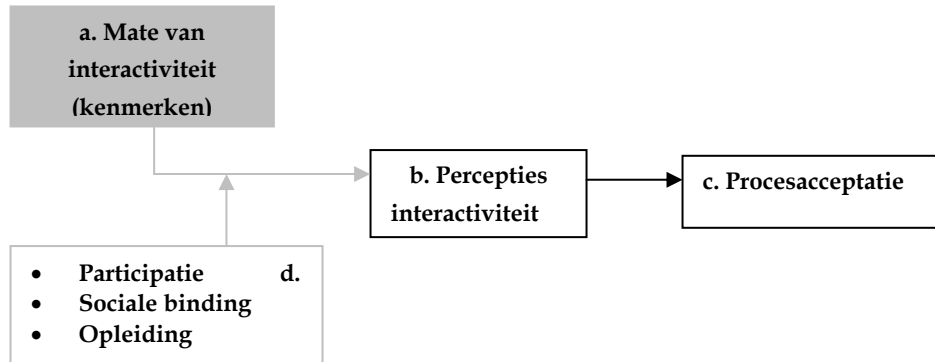 a. Mate van
interactiviteit
(kenmerken)
b. Percepties
interactiviteit
c. Procesacceptatie
• Participatie d.
• Sociale binding
• Opleiding